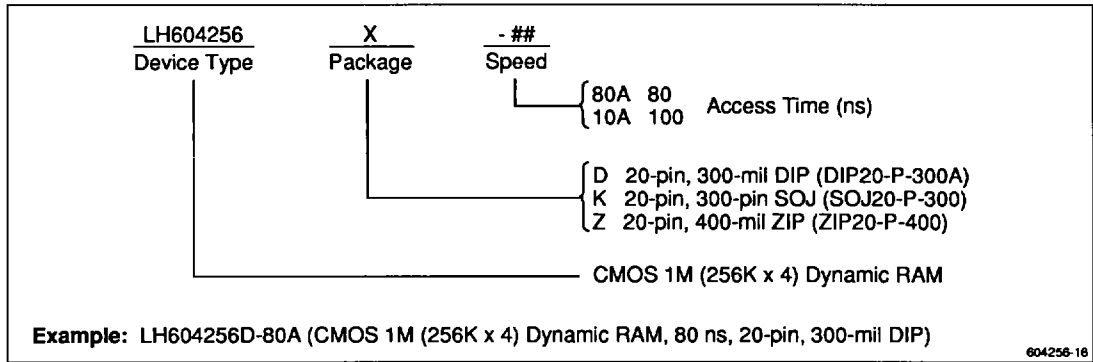 LH604256 X - ##
Device Type Package Speed
80A 80
10A 100
Access Time (ns)
D 20-pin, 300-mil DIP (DIP20-P-300A)
K 20-pin, 300-pin SOJ (SOJ20-P-300)
Z 20-pin, 400-mil ZIP (ZIP20-P-400)
CMOS 1M (256K x 4) Dynamic RAM
Example: LH604256D-80A (CMOS 1M (256K x 4) Dynamic RAM, 80 ns, 20-pin, 300-mil DIP)
604256-18